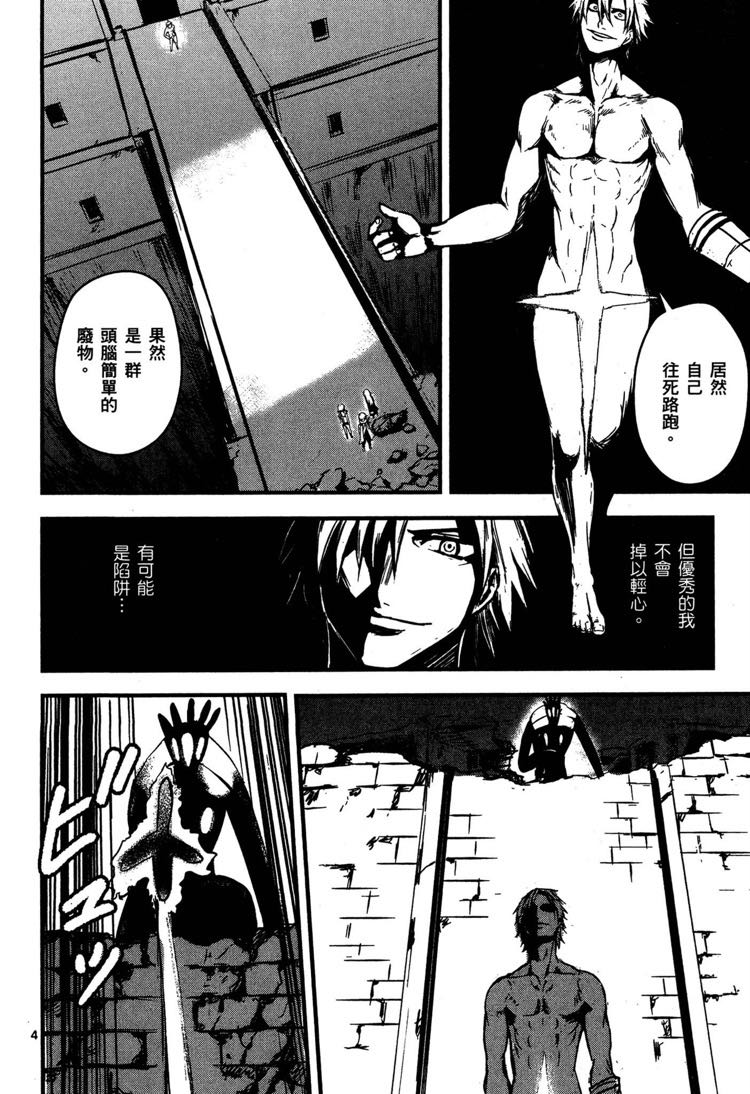 居然
自己
往死路跑。
果然
是一群
頭腦簡單的
廢物。
但優秀的我
不會
掉以輕心。
有可能
是陷阱…
ビュッ
4